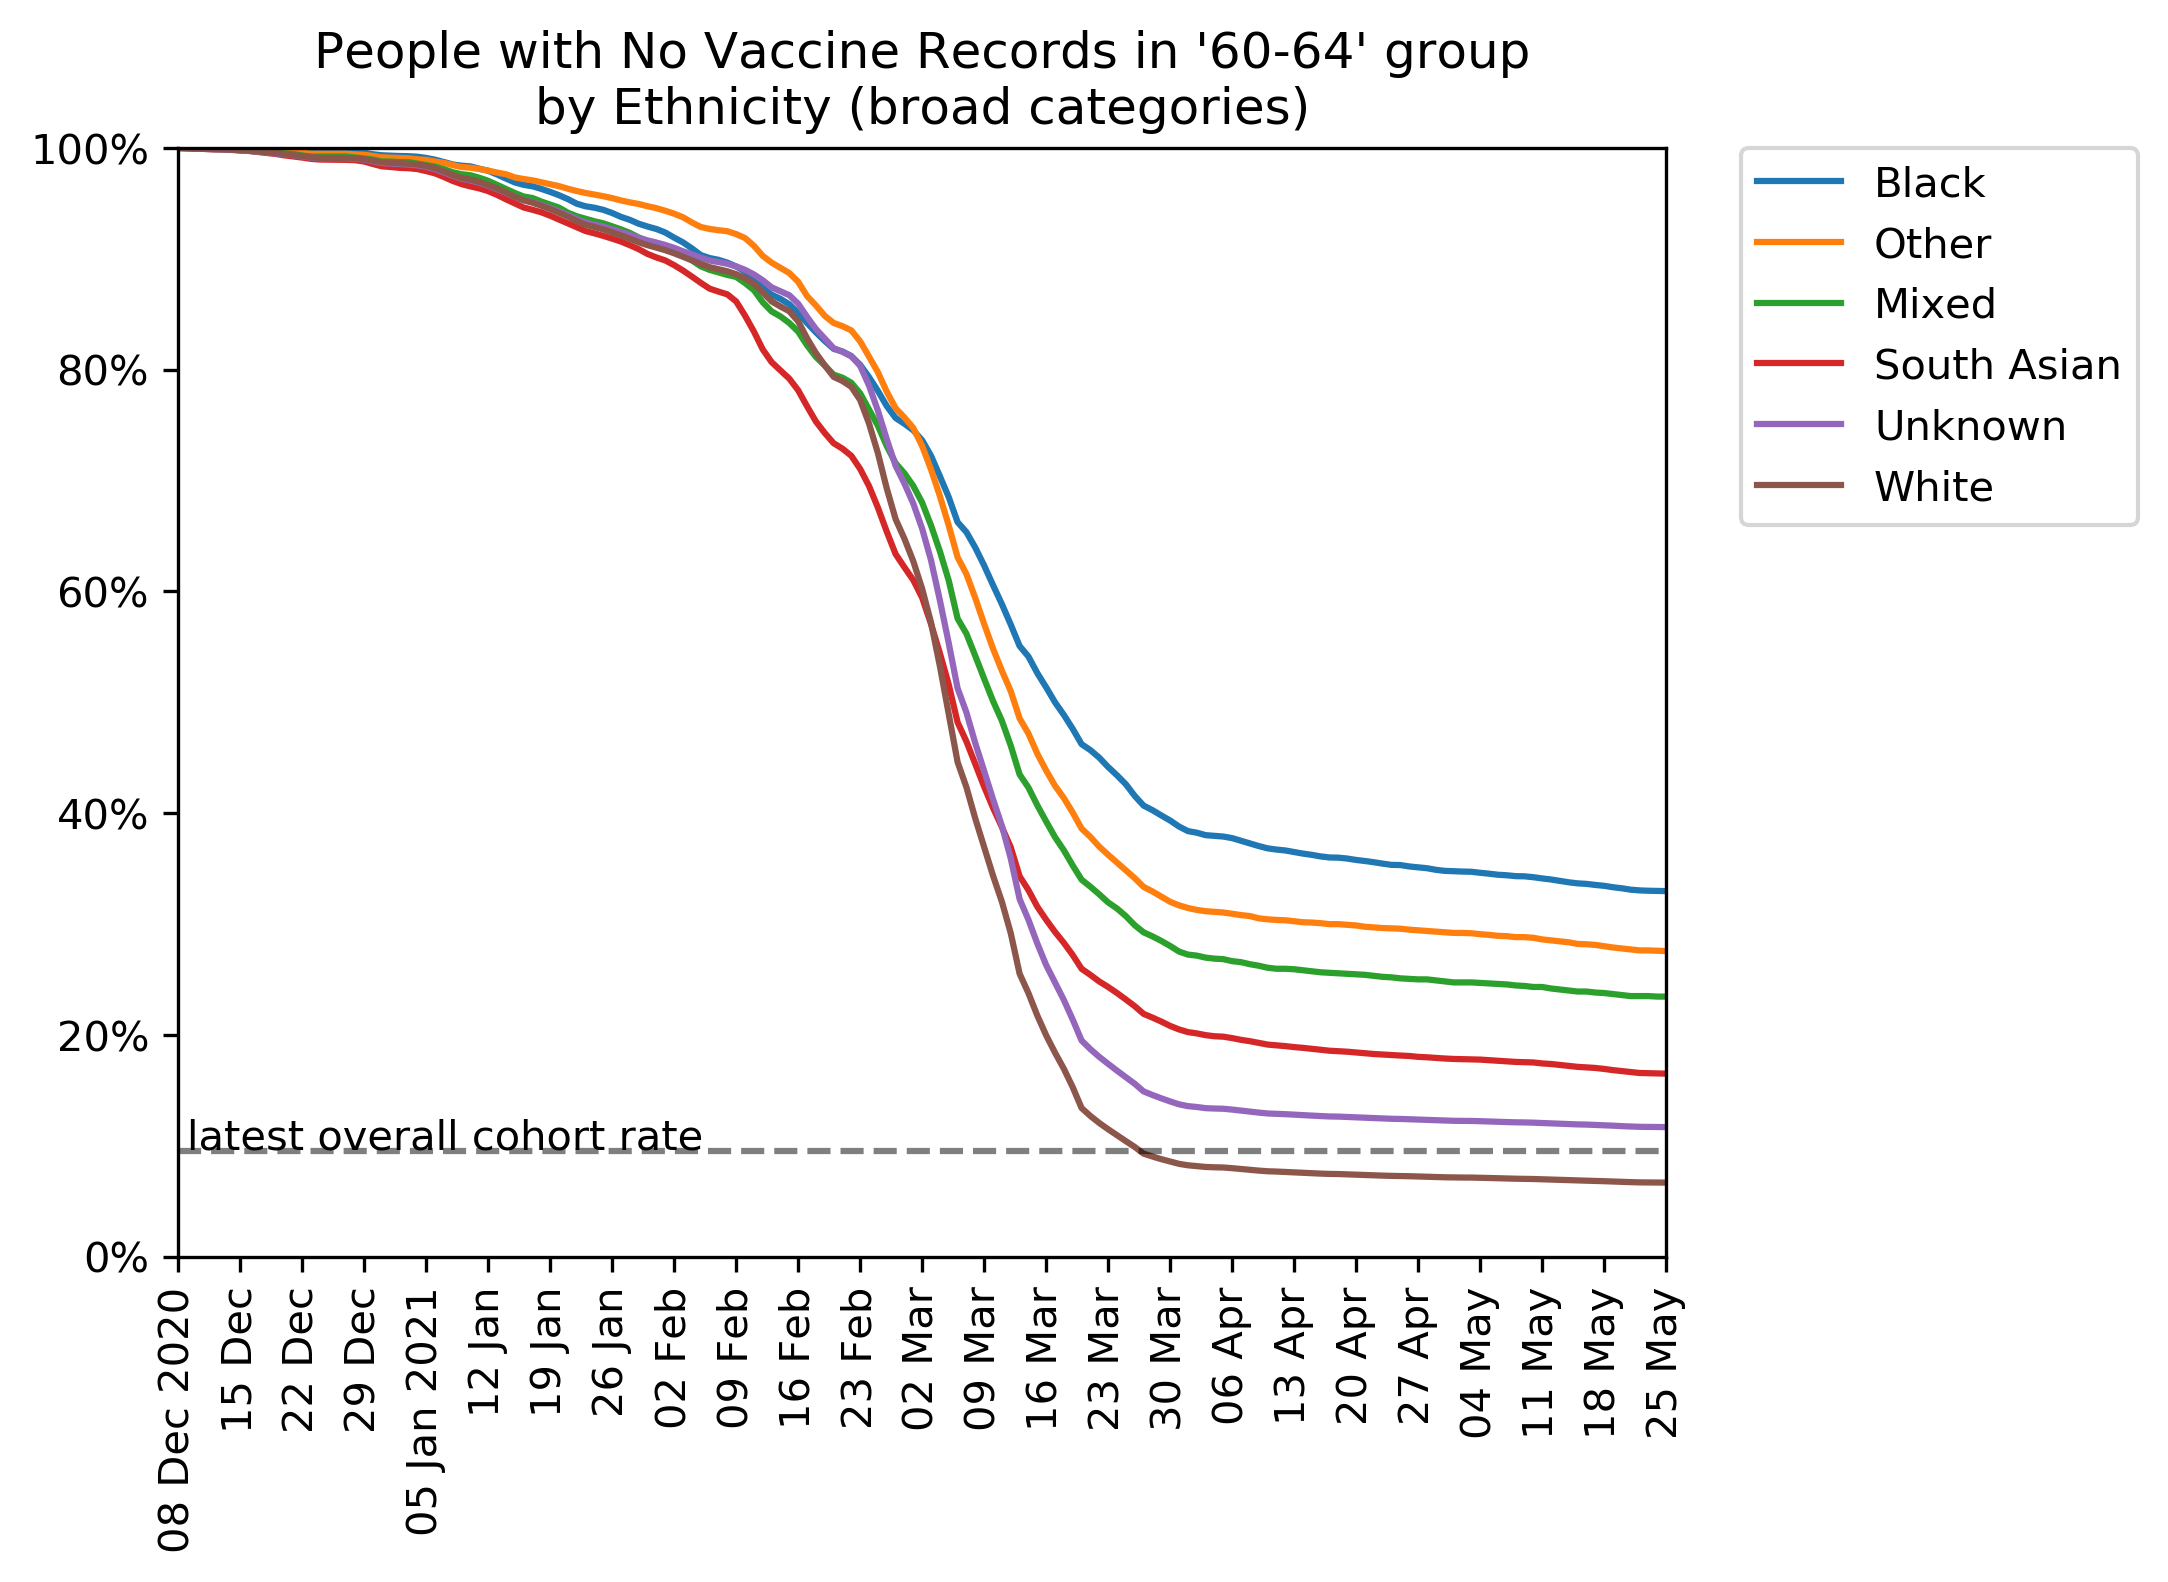 People with No Vaccine Records in '60-64' group
by Ethnicity (broad categories)
100%
80%
60%
40%
20%
0%
latest overall cohort rate
08 Dec 2020
15 Dec
22 Dec
29 Dec
05 Jan 2021
12 Jan
19 Jan
26 Jan
02 Feb
09 Feb
16 Feb
23 Feb
02 Mar
09 Mar
16 Mar
23 Mar
30 Mar
06 Apr
13 Apr
20 Apr
27 Apr
04 May
11 May
18 May
25 May
Black
Other
Mixed
South Asian
Unknown
White